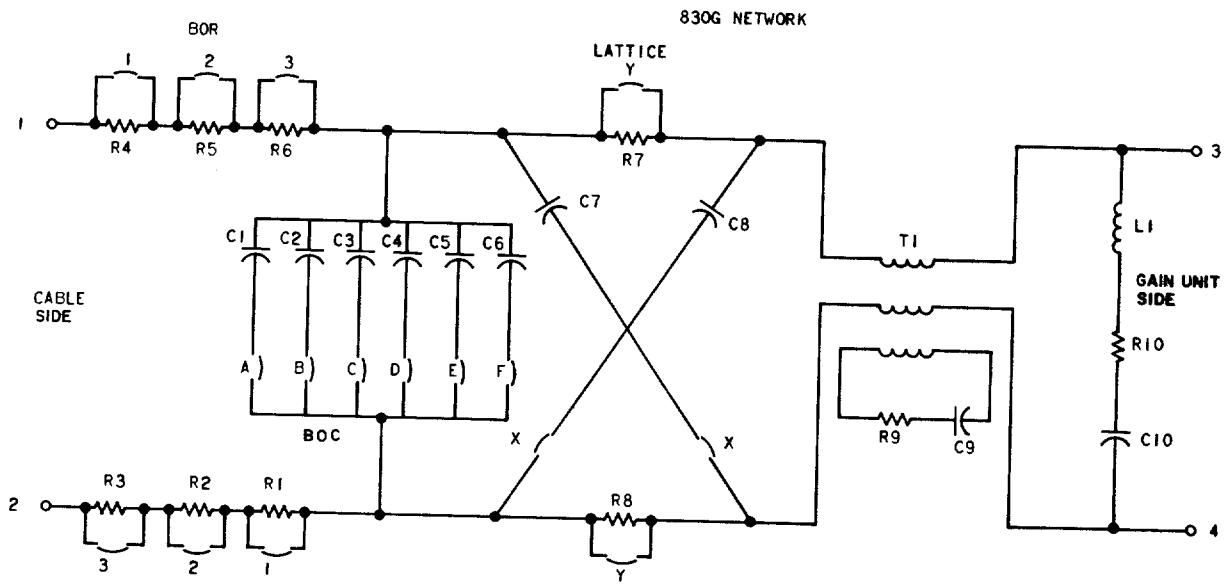 830G NETWORK
BOR
LATTICE
1
2
3
Y
1
R4
R5
R6
R7
3
C7
C8
C1
C2
C3
C4
C5
C6
T1
L1
CABLE
SIDE
GAIN UNIT
SIDE
R10
A
B
C
D
E
F
R9
C9
C10
BOC
X
X
2
R3
R2
R1
R8
4
3
2
1
Y